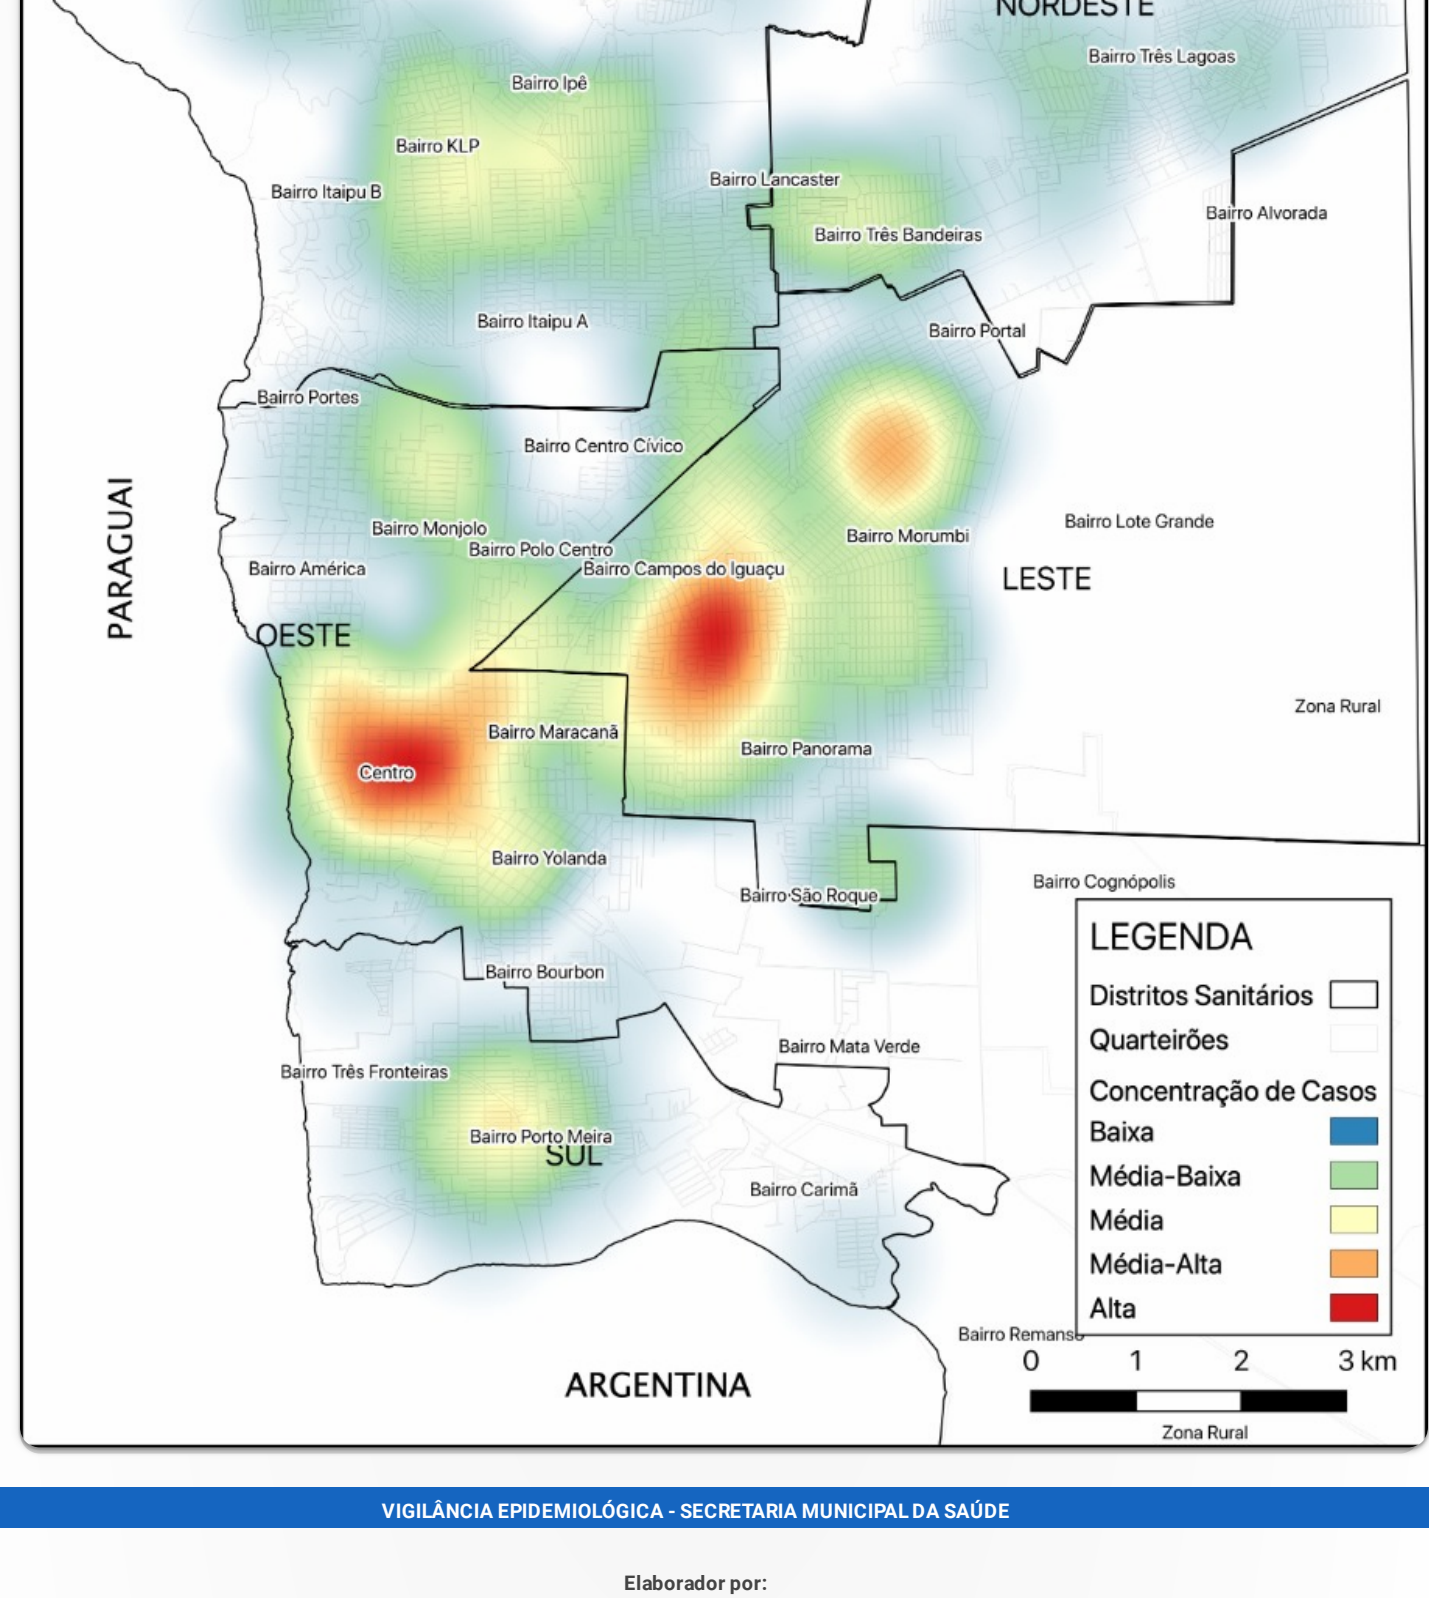 NORDESTE
Bairro Três Lagoas
Bairro Ipê
Bairro KLP
Bairro Lancaster
Bairro Itaipu B
Bairro Alvorada
Bairro Três Bandeiras
Bairro Itaipu A
Bairro Portal
Bairro Portes
Bairro Centro Cívico
PARAGUAI
Bairro Lote Grande
Bairro Monjolo
Bairro Morumbi
Bairro Polo Centro
Bairro América
Bairro Campos do Iguaçu
LESTE
OESTE
Zona Rural
Bairro Maracanã
Bairro Panorama
Centro
Bairro Yolanda
Bairro São Roque
Bairro Cognópolis
LEGENDA
Distritos Sanitários
Quarteirões
Concentração de Casos
Baixa
Média-Baixa
Média
Média-Alta
Alta
Bairro Bourbon
Bairro Mata Verde
Bairro Três Fronteiras
Bairro Porto Meira
SUL
Bairro Carimã
Bairro Remanso
0 1 2 3 km
ARGENTINA
Zona Rural
VIGILÂNCIA EPIDEMIOLÓGICA - SECRETARIA MUNICIPAL DA SAÚDE
Elaborador por: